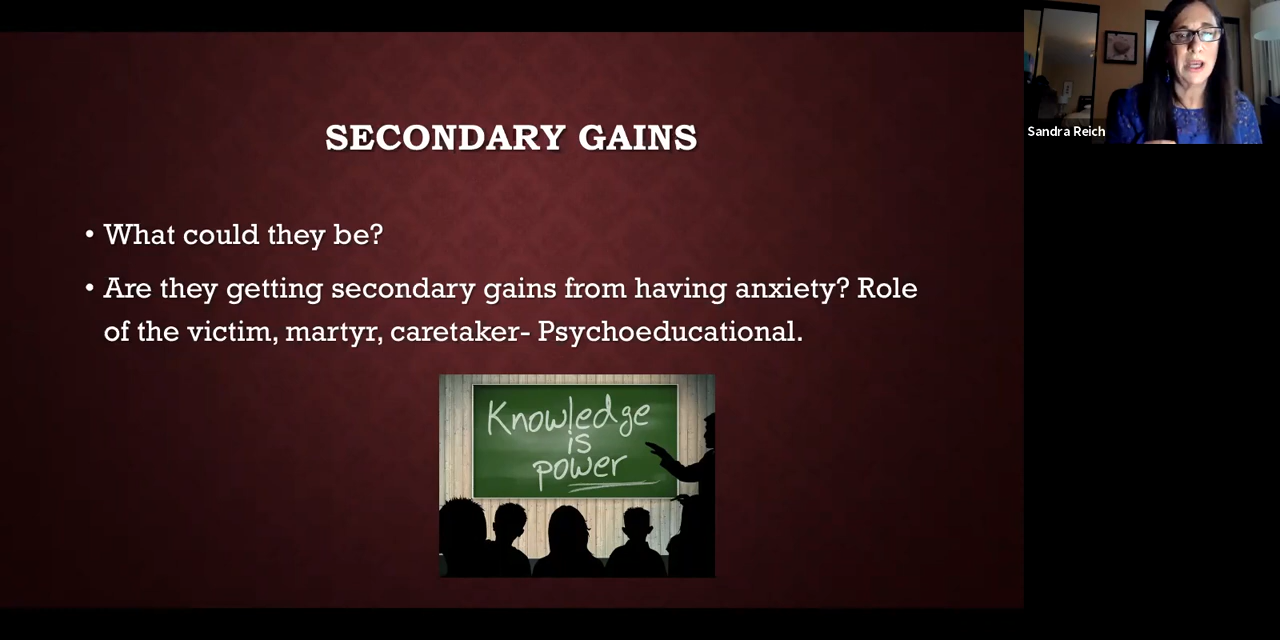 SECONDARY GAINS
• What could they be?
• Are they getting secondary gains from having anxiety? Role
of the victim, martyr, caretaker- Psychoeducational.
Knowledge
is
power
Sandra Reich